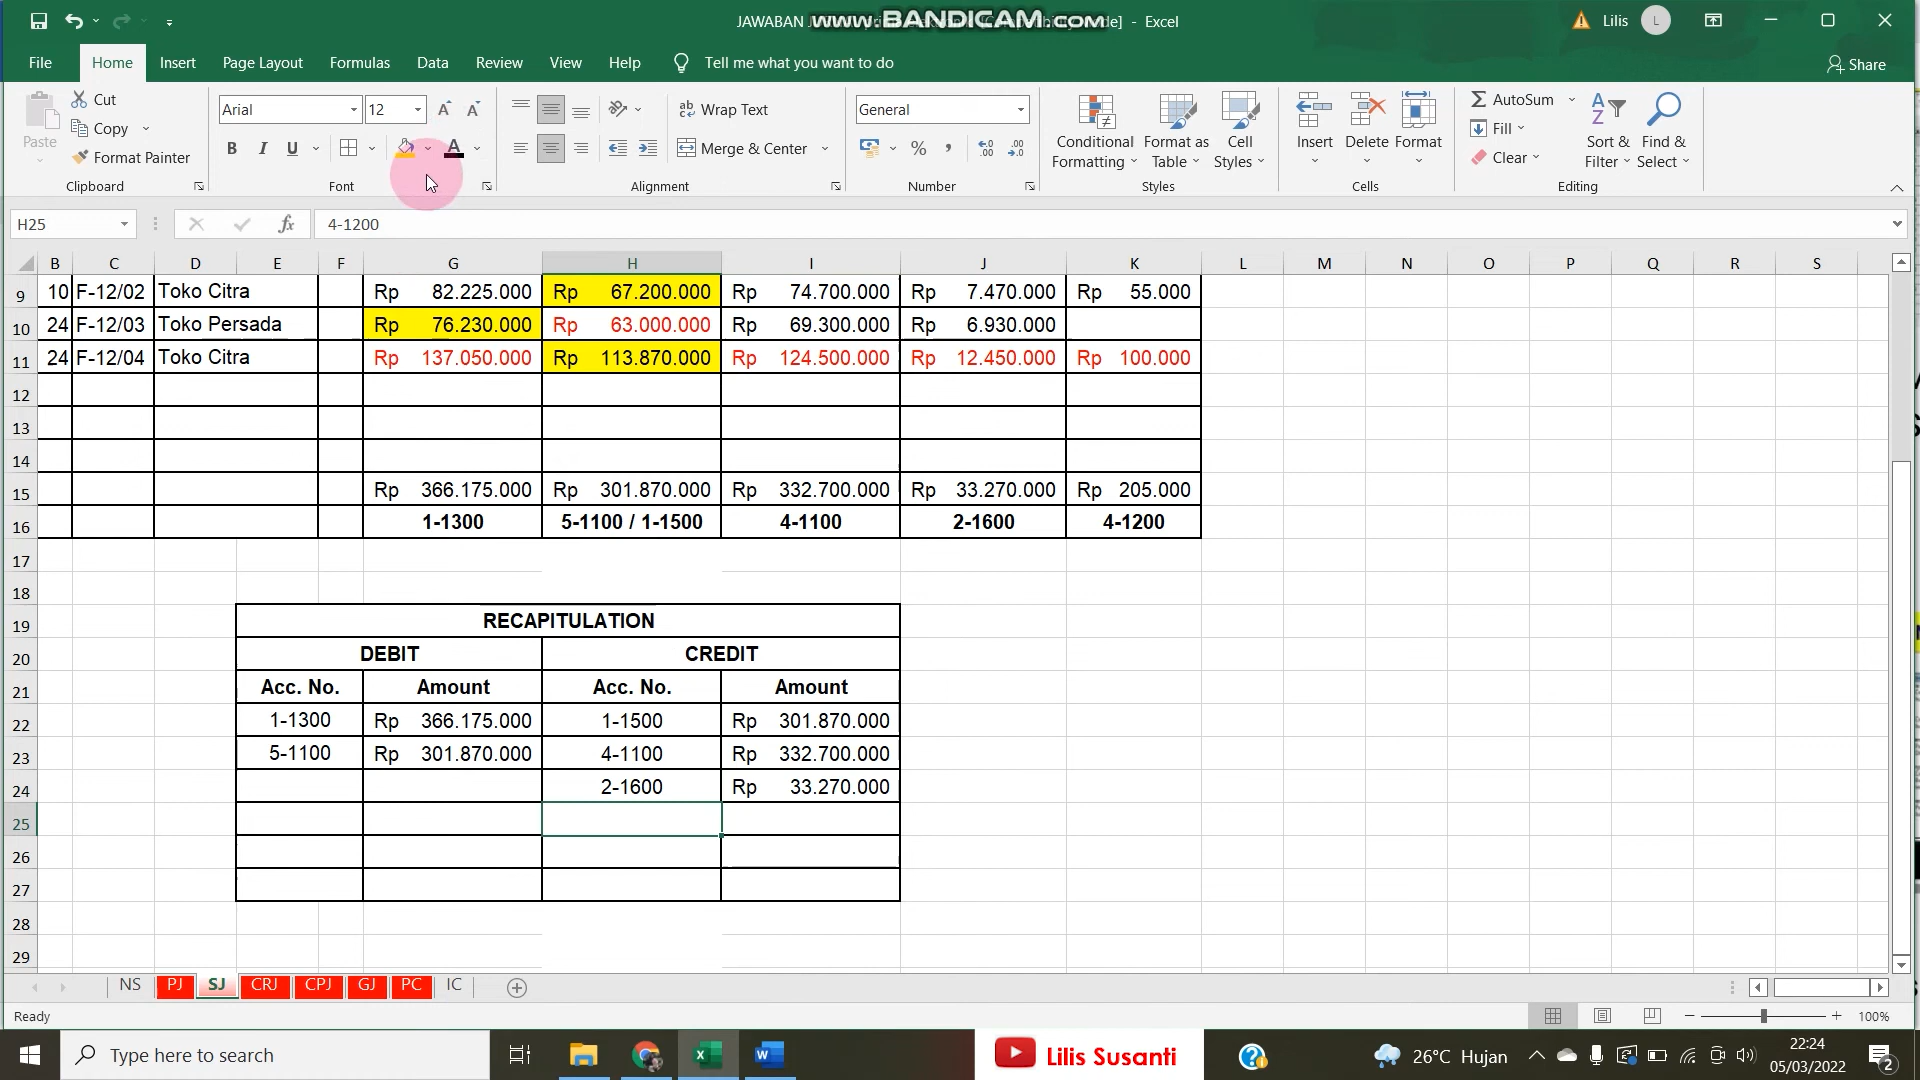 JAWABAN J www.BANDICAM.com de] - Excel
Lilis L
File Home Insert Page Layout Formulas Data Review View Help Tell me what you want to do Share
Paste Cut Copy Format Painter
Arial 12 Wrap Text General
B I U A Merge & Center % ,
Conditional Formatting Format as Table Cell Styles Insert Delete Format
AutoSum Fill Clear Sort & Filter Find & Select
Clipboard Font Alignment Number Styles Cells Editing
H25 fx 4-1200
B C D E F G H I J K L M N O P Q R S
9 10 F-12/02 Toko Citra Rp 82.225.000 Rp 67.200.000 Rp 74.700.000 Rp 7.470.000 Rp 55.000
10 24 F-12/03 Toko Persada Rp 76.230.000 Rp 63.000.000 Rp 69.300.000 Rp 6.930.000
11 24 F-12/04 Toko Citra Rp 137.050.000 Rp 113.870.000 Rp 124.500.000 Rp 12.450.000 Rp 100.000
12
13
14
15 Rp 366.175.000 Rp 301.870.000 Rp 332.700.000 Rp 33.270.000 Rp 205.000
16 1-1300 5-1100 / 1-1500 4-1100 2-1600 4-1200
17
18
19 RECAPITULATION
20 DEBIT CREDIT
21 Acc. No. Amount Acc. No. Amount
22 1-1300 Rp 366.175.000 1-1500 Rp 301.870.000
23 5-1100 Rp 301.870.000 4-1100 Rp 332.700.000
24 2-1600 Rp 33.270.000
25
26
27
28
29
NS PJ SJ CRJ CPJ GJ PC IC
Ready 100%
Type here to search Lilis Susanti 26°C Hujan 22:24
05/03/2022 2